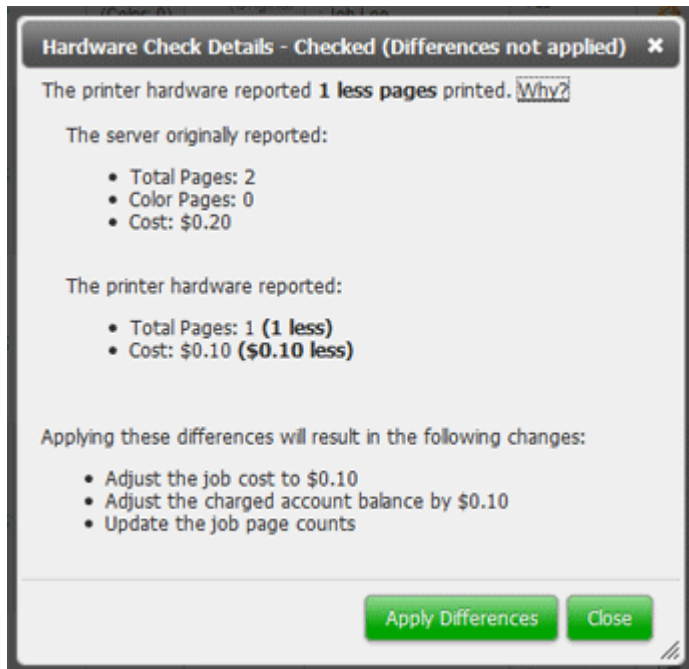 (Color: 0)
Job Log
Hardware Check Details - Checked (Differences not applied) ×
The printer hardware reported 1 less pages printed. Why?
The server originally reported:
• Total Pages: 2
• Color Pages: 0
• Cost: $0.20
The printer hardware reported:
• Total Pages: 1 (1 less)
• Cost: $0.10 ($0.10 less)
Applying these differences will result in the following changes:
• Adjust the job cost to $0.10
• Adjust the charged account balance by $0.10
• Update the job page counts
Apply Differences Close